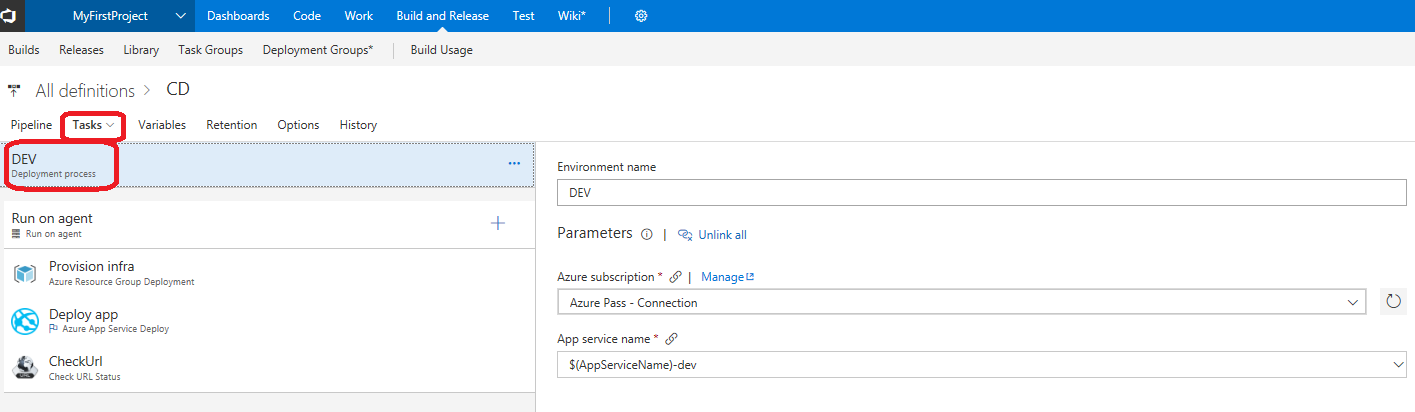 MyFirstProject Dashboards Code Work Build and Release Test Wiki*
Builds Releases Library Task Groups Deployment Groups* Build Usage
All definitions > CD
Pipeline Tasks Variables Retention Options History
DEV
Deployment process
...
Run on agent
Run on agent
Provision infra
Azure Resource Group Deployment
Deploy app
Azure App Service Deploy
CheckUrl
Check URL Status
Environment name
DEV
Parameters | Unlink all
Azure subscription * | Manage
Azure Pass - Connection
App service name *
$(AppServiceName)-dev